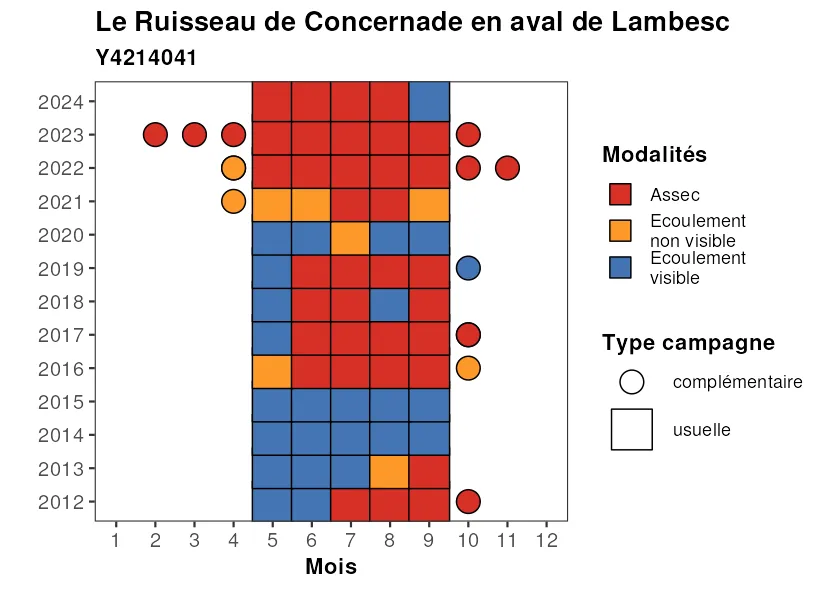 Le Ruisseau de Concernade en aval de Lambesc
Y4214041
2024
2023
2022
2021
2020
2019
2018
2017
2016
2015
2014
2013
2012
1 2 3 4 5 6 7 8 9 10 11 12
Mois
Modalités
Assec
Ecoulement
non visible
Ecoulement
visible
Type campagne
complémentaire
usuelle